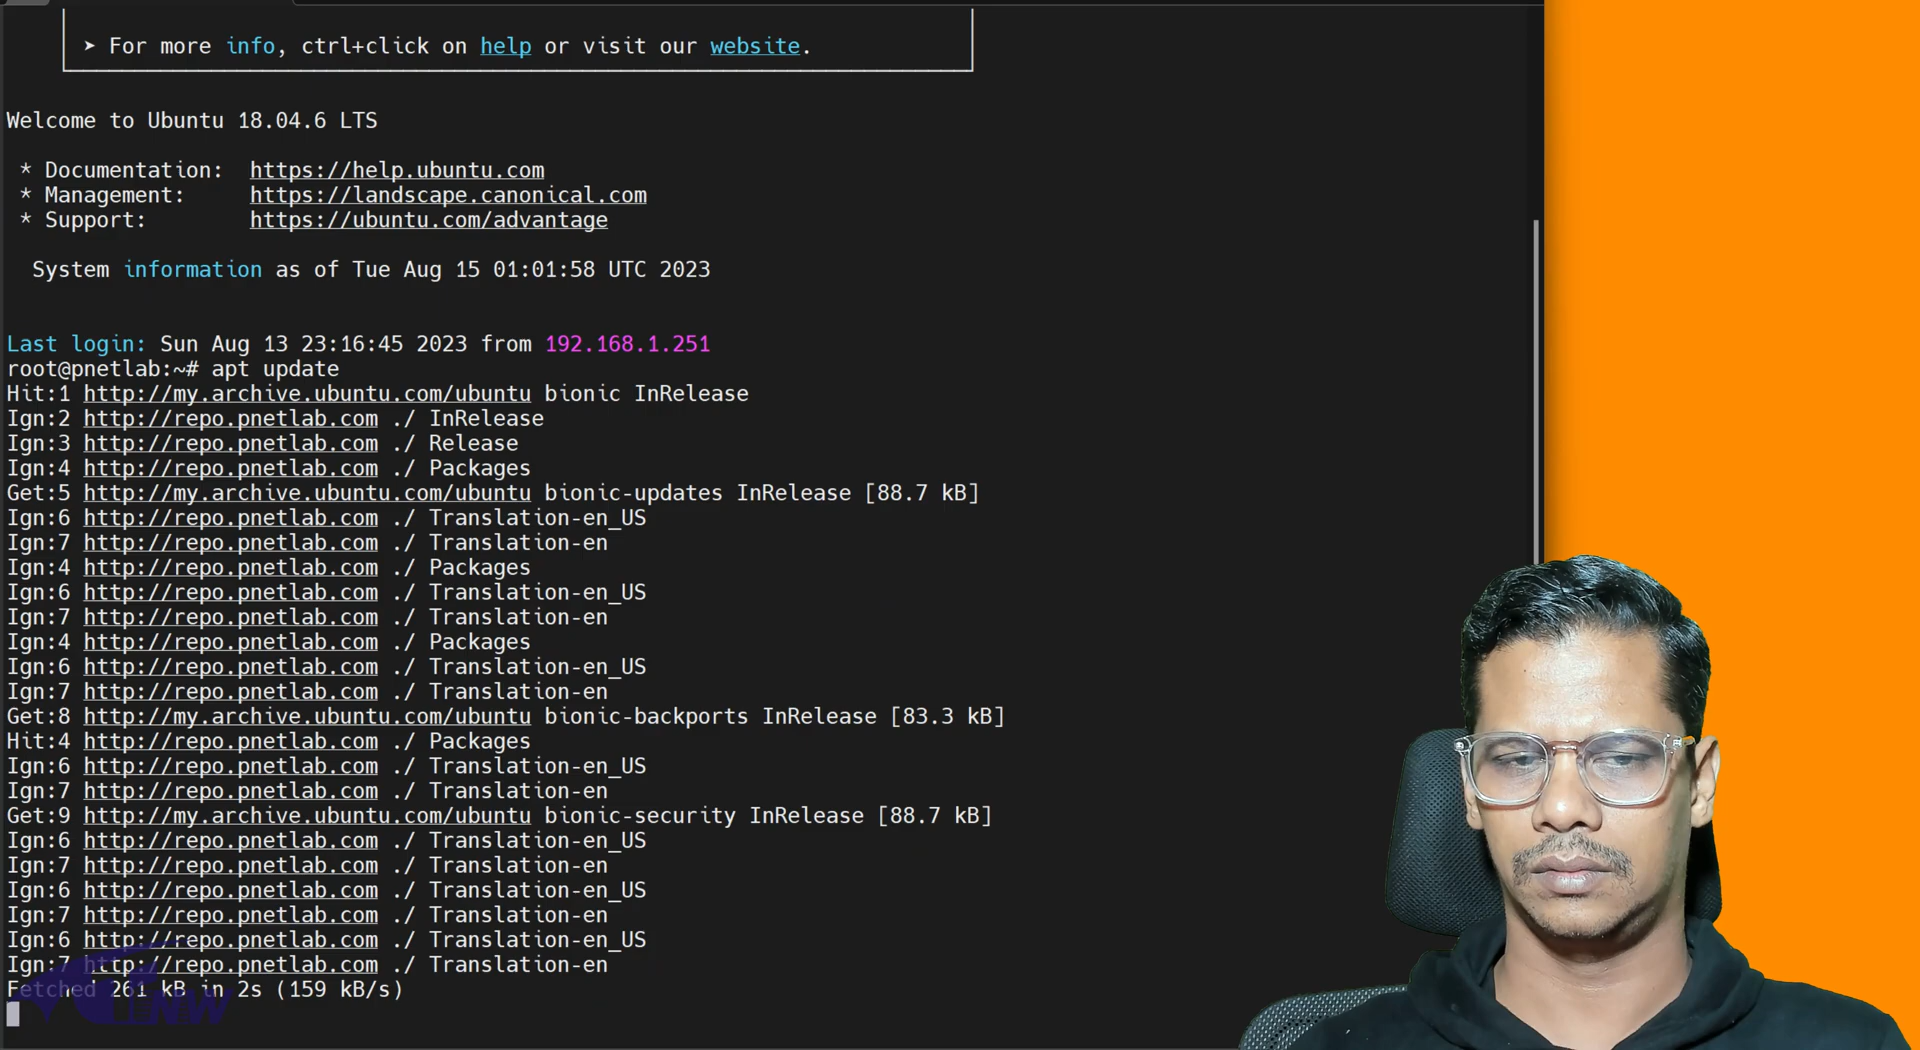 ➤ For more info, ctrl+click on help or visit our website.
Welcome to Ubuntu 18.04.6 LTS
* Documentation: https://help.ubuntu.com
* Management: https://landscape.canonical.com
* Support: https://ubuntu.com/advantage
System information as of Tue Aug 15 01:01:58 UTC 2023
Last login: Sun Aug 13 23:16:45 2023 from 192.168.1.251
root@pnetlab:~# apt update
Hit:1 http://my.archive.ubuntu.com/ubuntu bionic InRelease
Ign:2 http://repo.pnetlab.com ./ InRelease
Ign:3 http://repo.pnetlab.com ./ Release
Ign:4 http://repo.pnetlab.com ./ Packages
Get:5 http://my.archive.ubuntu.com/ubuntu bionic-updates InRelease [88.7 kB]
Ign:6 http://repo.pnetlab.com ./ Translation-en_US
Ign:7 http://repo.pnetlab.com ./ Translation-en
Ign:4 http://repo.pnetlab.com ./ Packages
Ign:6 http://repo.pnetlab.com ./ Translation-en_US
Ign:7 http://repo.pnetlab.com ./ Translation-en
Ign:4 http://repo.pnetlab.com ./ Packages
Ign:6 http://repo.pnetlab.com ./ Translation-en_US
Ign:7 http://repo.pnetlab.com ./ Translation-en
Get:8 http://my.archive.ubuntu.com/ubuntu bionic-backports InRelease [83.3 kB]
Hit:4 http://repo.pnetlab.com ./ Packages
Ign:6 http://repo.pnetlab.com ./ Translation-en_US
Ign:7 http://repo.pnetlab.com ./ Translation-en
Get:9 http://my.archive.ubuntu.com/ubuntu bionic-security InRelease [88.7 kB]
Ign:6 http://repo.pnetlab.com ./ Translation-en_US
Ign:7 http://repo.pnetlab.com ./ Translation-en
Ign:6 http://repo.pnetlab.com ./ Translation-en_US
Ign:7 http://repo.pnetlab.com ./ Translation-en
Ign:6 http://repo.pnetlab.com ./ Translation-en_US
Ign:7 http://repo.pnetlab.com ./ Translation-en
Fetched 261 kB in 2s (159 kB/s)